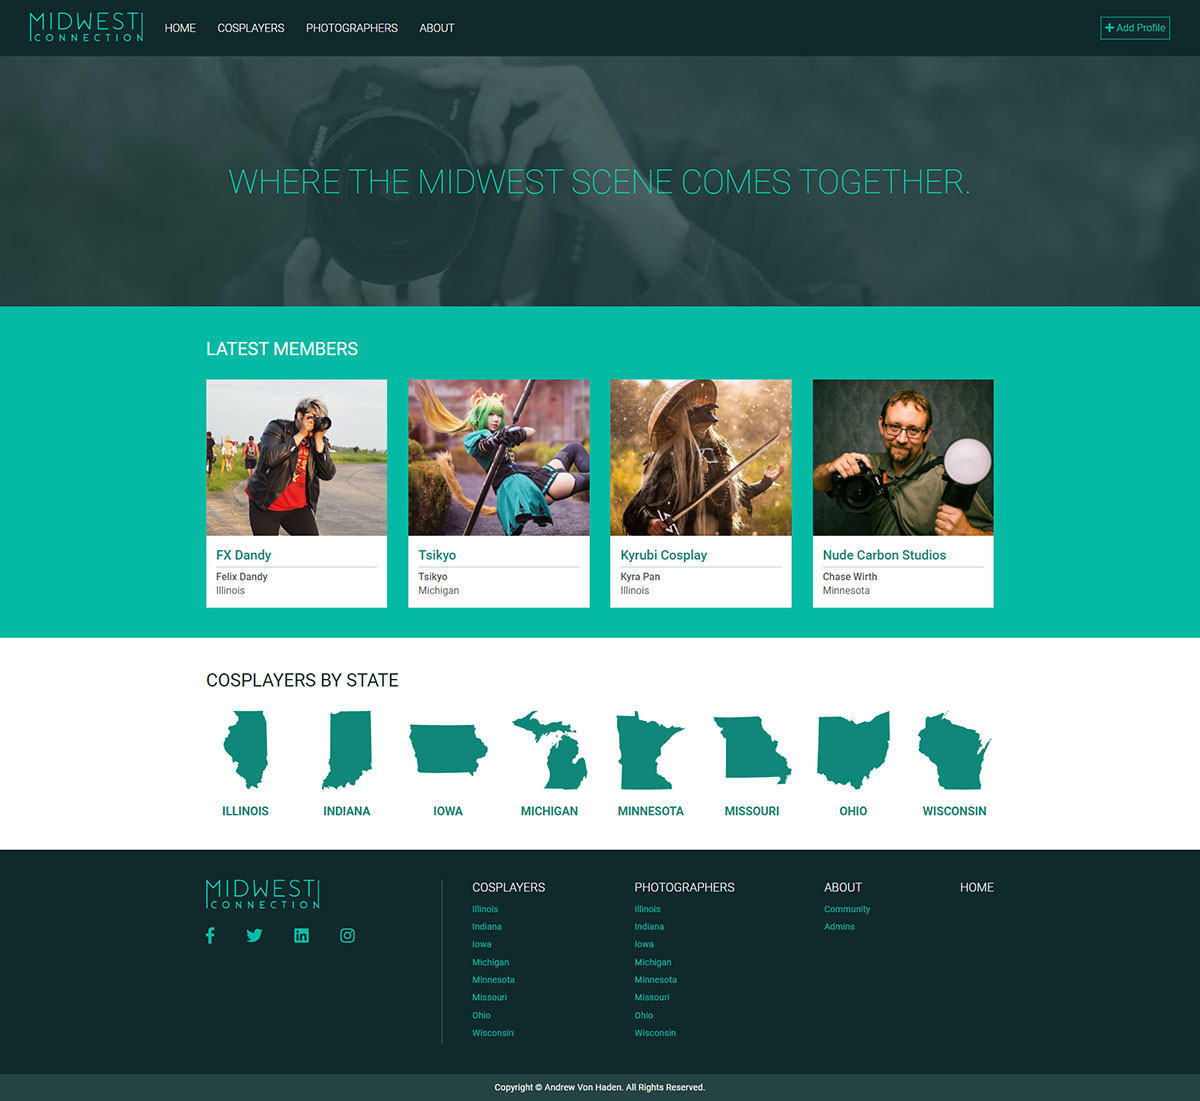 MIDWEST
CONNECTION
HOME
COSPLAYERS
PHOTOGRAPHERS
ABOUT
Add Profile
WHERE THE MIDWEST SCENE COMES TOGETHER.
LATEST MEMBERS
FX Dandy
Felix Dandy
Illinois
Tsikyo
Tsikyo
Michigan
Kyrubi Cosplay
Kyra Pan
Illinois
Nude Carbon Studios
Chase Wirth
Minnesota
COSPLAYERS BY STATE
ILLINOIS
INDIANA
IOWA
MICHIGAN
MINNESOTA
MISSOURI
OHIO
WISCONSIN
MIDWEST
CONNECTION
COSPLAYERS
Illinois
Indiana
Iowa
Michigan
Minnesota
Missouri
Ohio
Wisconsin
PHOTOGRAPHERS
Illinois
Indiana
Iowa
Michigan
Minnesota
Missouri
Ohio
Wisconsin
ABOUT
Community
Admins
HOME
Copyright © Andrew Von Haden. All Rights Reserved.